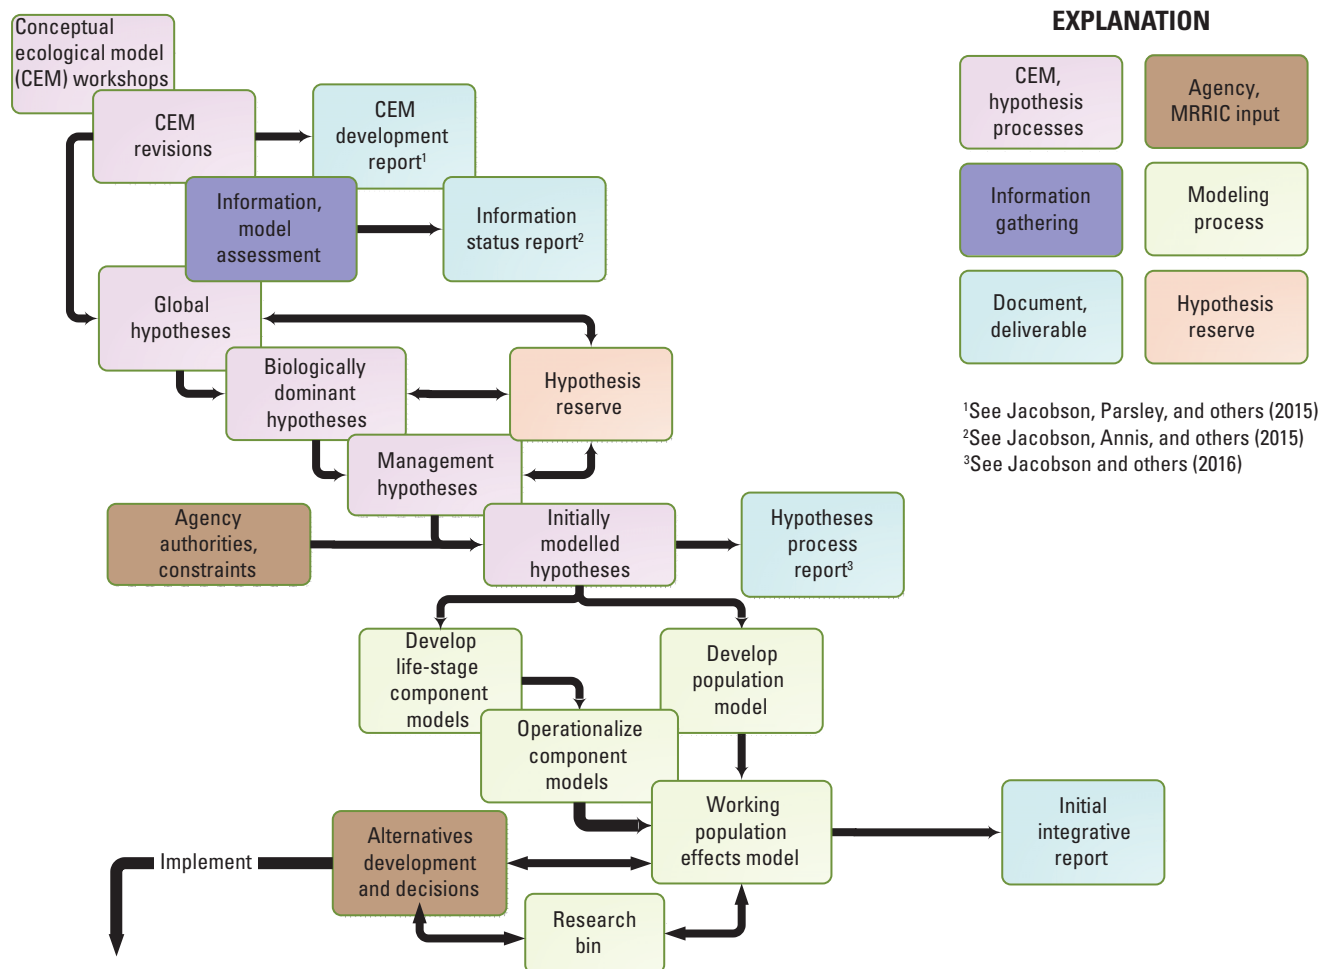 Conceptual
ecological model
(CEM) workshops
CEM
revisions
CEM
development
report1
Information,
model
assessment
Information
status report2
Global
hypotheses
Biologically
dominant
hypotheses
Hypothesis
reserve
Management
hypotheses
Agency
authorities,
constraints
Initially
modelled
hypotheses
Hypotheses
process
report3
Develop
life-stage
component
models
Develop
population
model
Operationalize
component
models
Working
population
effects model
Initial
integrative
report
Alternatives
development
and decisions
Implement
Research
bin
EXPLANATION
CEM,
hypothesis
processes
Agency,
MRRIC input
Information
gathering
Modeling
process
Document,
deliverable
Hypothesis
reserve
1See Jacobson, Parsley, and others (2015)
2See Jacobson, Annis, and others (2015)
3See Jacobson and others (2016)